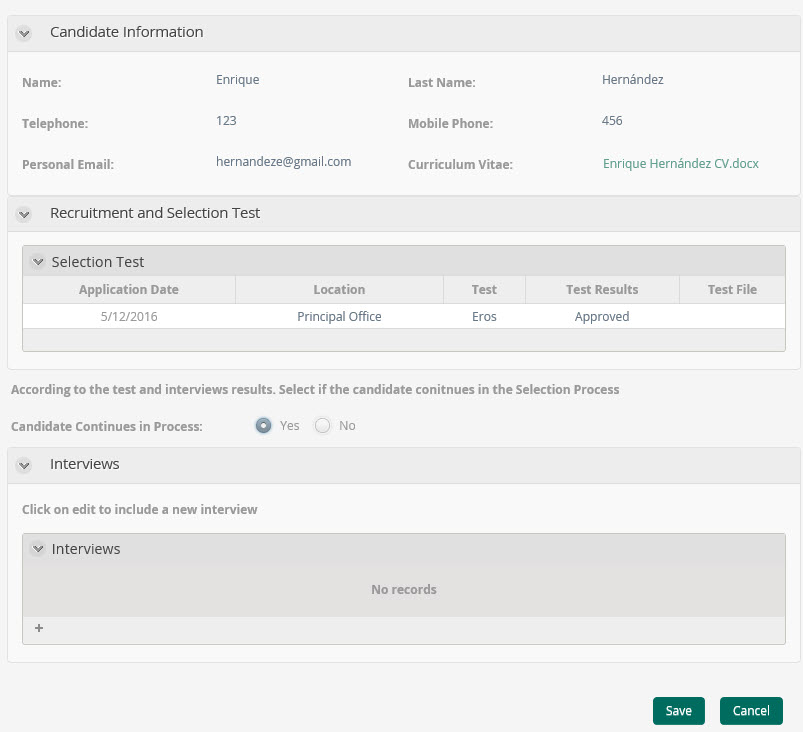 Candidate Information
Name: Enrique Last Name: Hernández
Telephone: 123 Mobile Phone: 456
Personal Email: hernandeze@gmail.com Curriculum Vitae: Enrique Hernández CV.docx
Recruitment and Selection Test
Selection Test
Application Date Location Test Test Results Test File
5/12/2016 Principal Office Eros Approved
According to the test and interviews results. Select if the candidate conitnues in the Selection Process
Candidate Continues in Process: Yes No
Interviews
Click on edit to include a new interview
Interviews
No records
+
Save Cancel